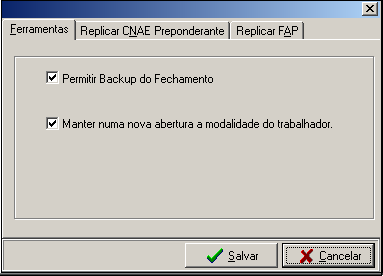 Ferramentas Replicar CNAE Preponderante Replicar FAP
Permitir Backup do Fechamento
Manter numa nova abertura a modalidade do trabalhador.
Salvar Cancelar